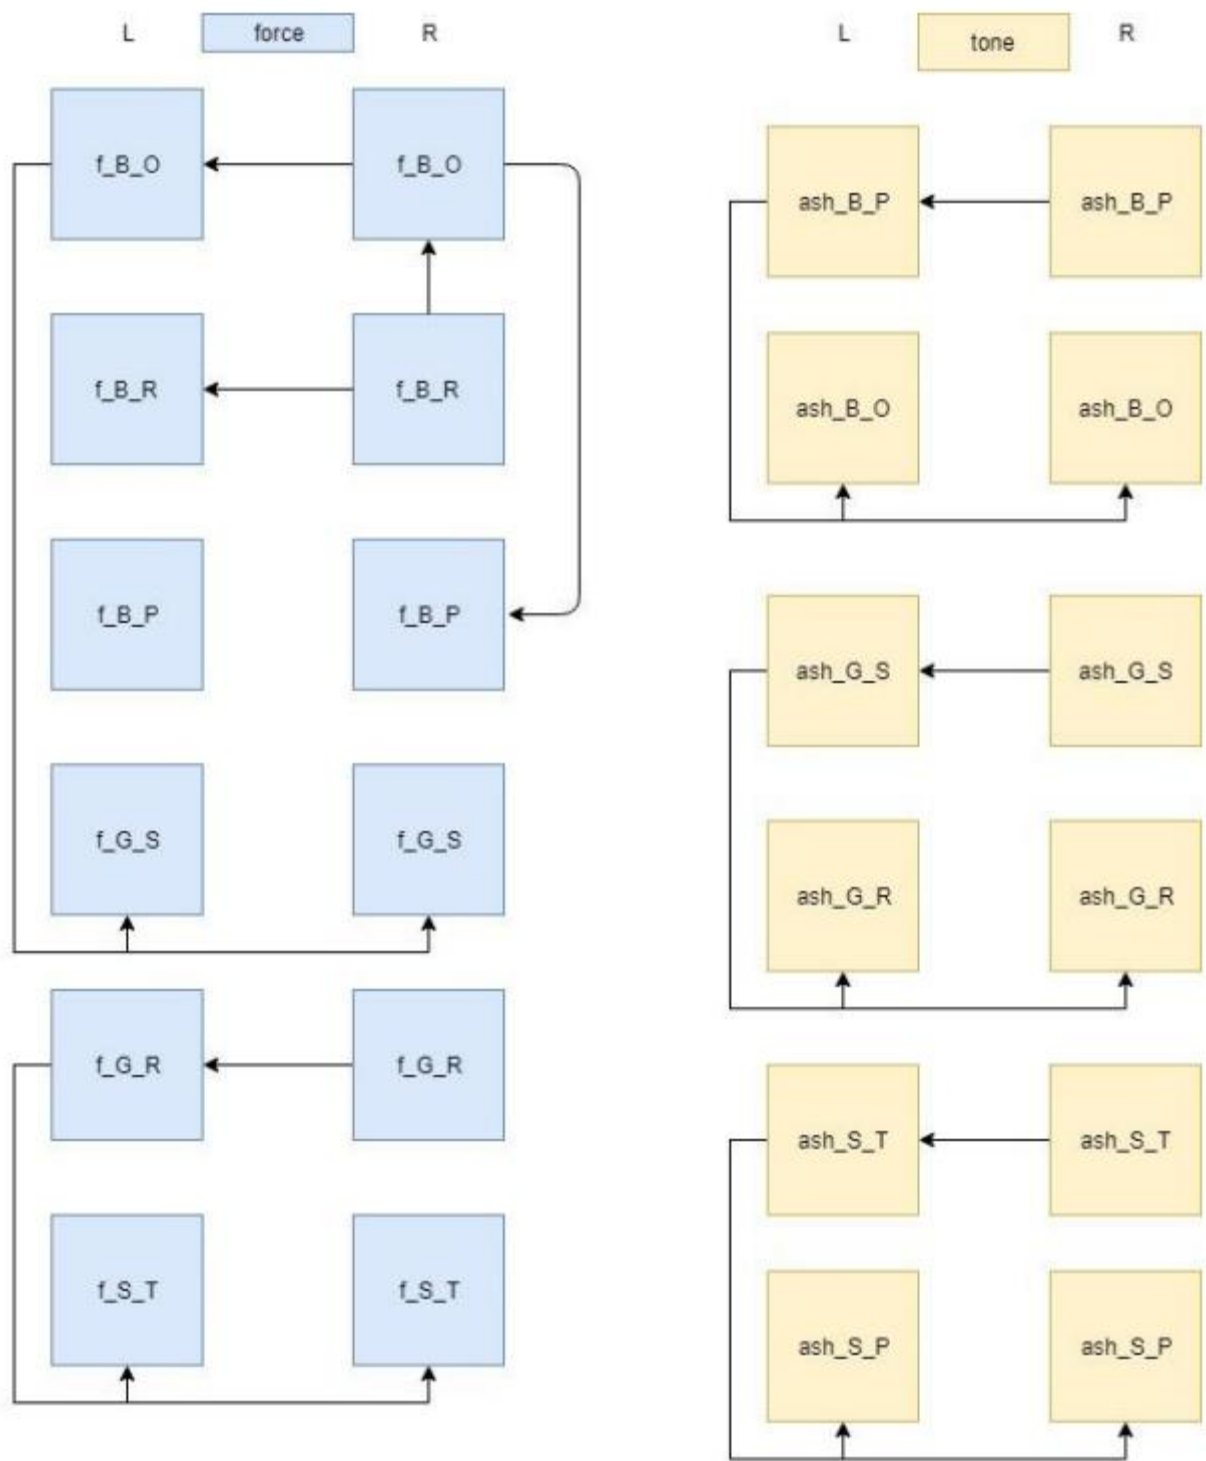 L force R
f_B_O f_B_O
f_B_R f_B_R
f_B_P f_B_P
f_G_S f_G_S
f_G_R f_G_R
f_S_T f_S_T
L tone R
ash_B_P ash_B_P
ash_B_O ash_B_O
ash_G_S ash_G_S
ash_G_R ash_G_R
ash_S_T ash_S_T
ash_S_P ash_S_P